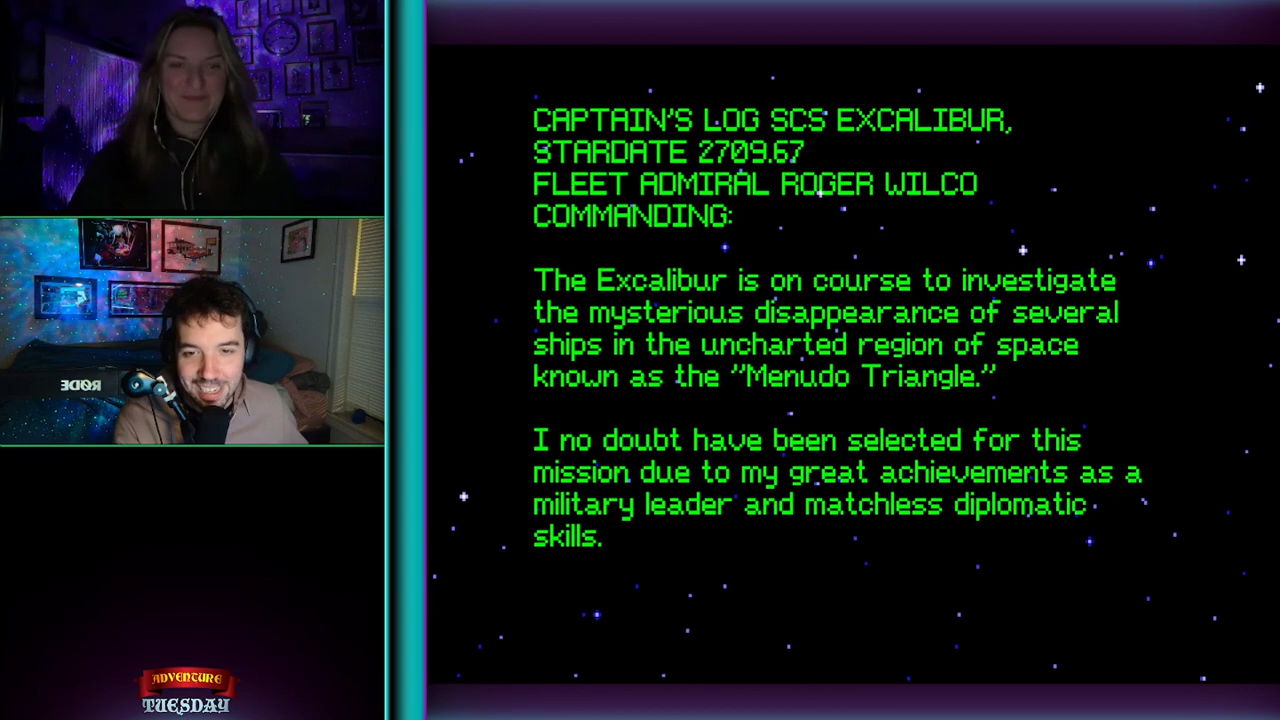 CAPTAIN'S LOG SCS EXCALIBUR,
STARDATE 2709.67
FLEET ADMIRAL ROGER WILCO
COMMANDING:
The Excalibur is on course to investigate
the mysterious disappearance of several
ships in the uncharted region of space
known as the "Menudo Triangle."
I no doubt have been selected for this
mission due to my great achievements as a
military leader and matchless diplomatic
skills.
RØDE
ADVENTURE
TUESDAY